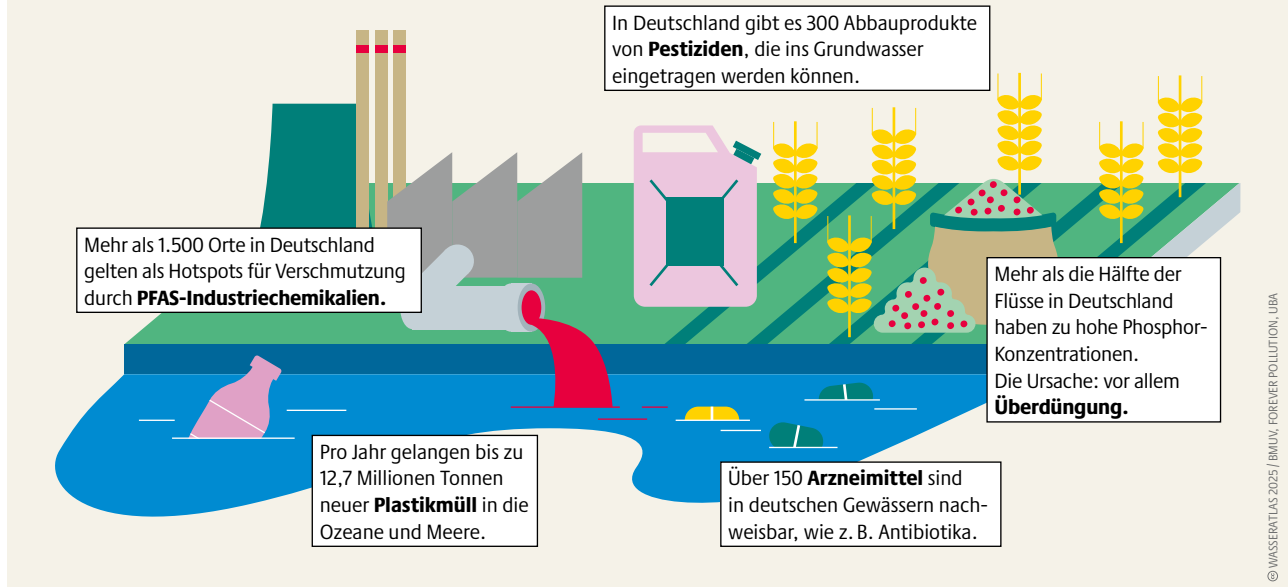 In Deutschland gibt es 300 Abbauprodukte
von Pestiziden, die ins Grundwasser
eingetragen werden können.
Mehr als 1.500 Orte in Deutschland
gelten als Hotspots für Verschmutzung
durch PFAS-Industriechemikalien.
Mehr als die Hälfte der
Flüsse in Deutschland
haben zu hohe Phosphor-
Konzentrationen.
Die Ursache: vor allem
Überdüngung.
Pro Jahr gelangen bis zu
12,7 Millionen Tonnen
neuer Plastikmüll in die
Ozeane und Meere.
Über 150 Arzneimittel sind
in deutschen Gewässern nach-
weisbar, wie z. B. Antibiotika.
© WASSERATLAS 2025 / BMUV, FOREVER POLLUTION, UBA